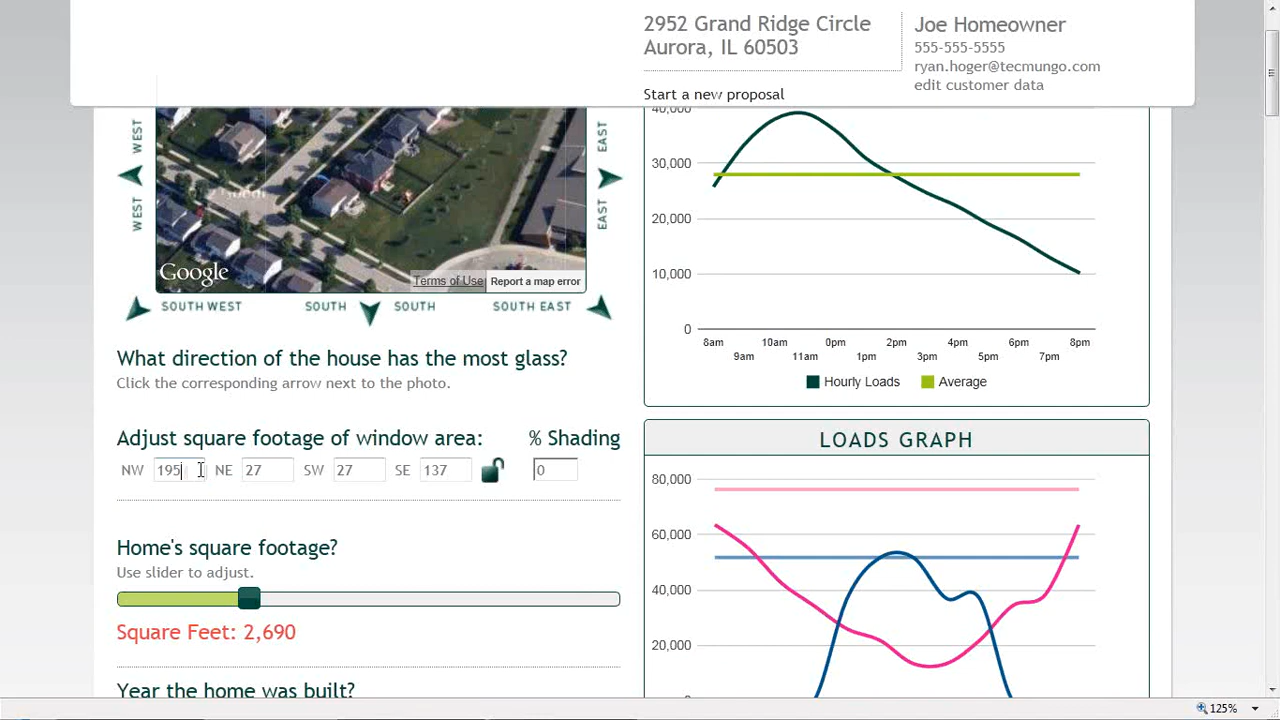 2952 Grand Ridge Circle
Aurora, IL 60503
Joe Homeowner
555-555-5555
ryan.hoger@tecmungo.com
edit customer data
Start a new proposal
WEST
WEST
EAST
EAST
Google
Terms of Use
Report a map error
SOUTH WEST
SOUTH
SOUTH
SOUTH EAST
What direction of the house has the most glass?
Click the corresponding arrow next to the photo.
Adjust square footage of window area:
% Shading
NW 195 NE 27 SW 27 SE 137 0
Home's square footage?
Use slider to adjust.
Square Feet: 2,690
Year the home was built?
40,000
30,000
20,000
10,000
0
8am 10am 0pm 2pm 4pm 6pm 8pm
9am 11am 1pm 3pm 5pm 7pm
Hourly Loads Average
LOADS GRAPH
80,000
60,000
40,000
20,000
125%